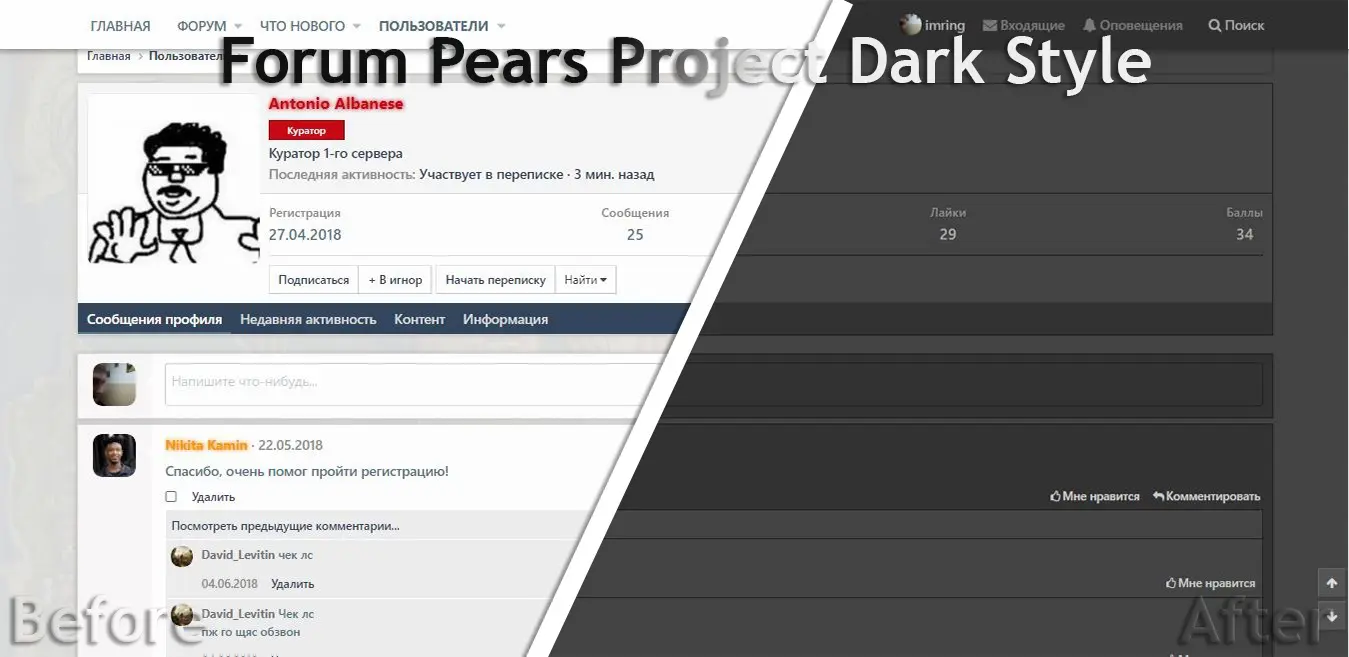 ГЛАВНАЯ ФОРУМ ЧТО НОВОГО ПОЛЬЗОВАТЕЛИ imring Входящие Оповещения Поиск
Forum Pears Project Dark Style
Главная › Пользователи
Antonio Albanese
Куратор
Куратор 1-го сервера
Последняя активность: Участвует в переписке · 3 мин. назад
Регистрация Сообщения Лайки Баллы
27.04.2018 25 29 34
Подписаться + В игнор Начать переписку Найти
Сообщения профиля Недавняя активность Контент Информация
Напишите что-нибудь...
Nikita Kamin · 22.05.2018
Спасибо, очень помог пройти регистрацию!
Удалить Мне нравится Комментировать
Посмотреть предыдущие комментарии...
David_Levitin чек лс
04.06.2018 Удалить Мне нравится
David_Levitin Чек лс
пж го щяс обзвон
Before After